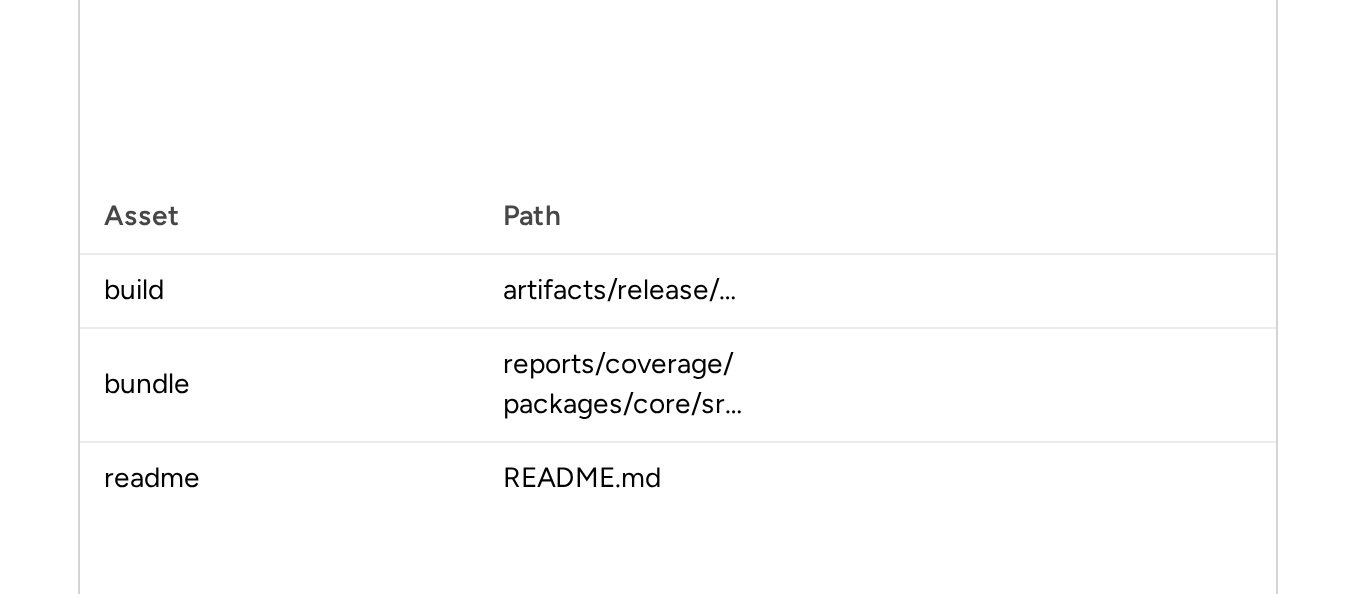 Asset Path
build artifacts/release/...
bundle reports/coverage/
packages/core/sr...
readme README.md